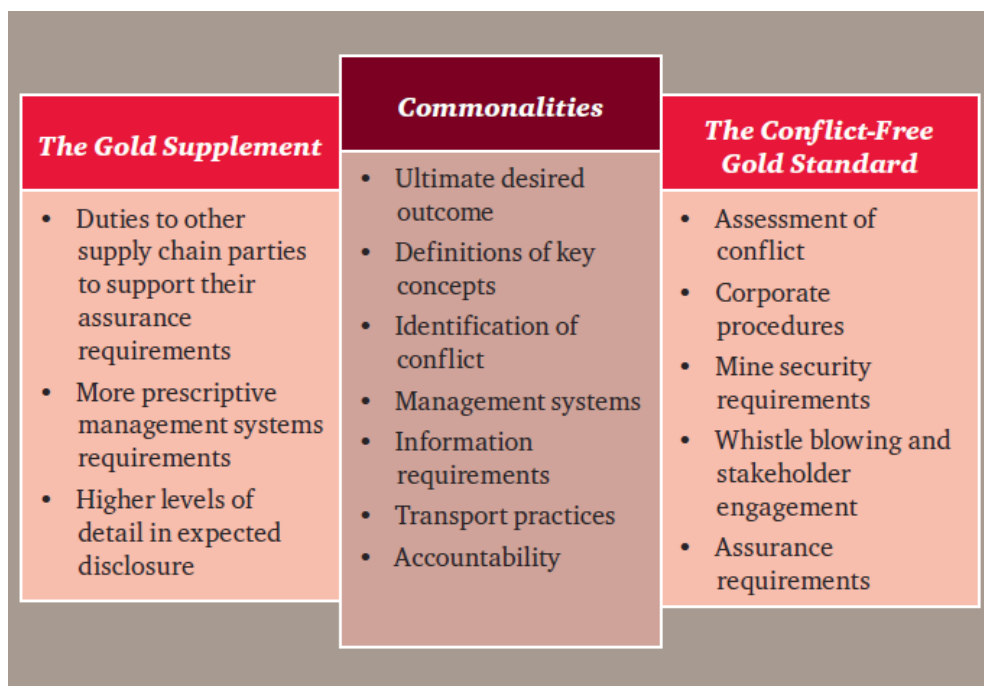 The Gold Supplement
• Duties to other
supply chain parties
to support their
assurance
requirements
• More prescriptive
management systems
requirements
• Higher levels of
detail in expected
disclosure
Commonalities
• Ultimate desired
outcome
• Definitions of key
concepts
• Identification of
conflict
• Management systems
• Information
requirements
• Transport practices
• Accountability
The Conflict-Free
Gold Standard
• Assessment of
conflict
• Corporate
procedures
• Mine security
requirements
• Whistle blowing and
stakeholder
engagement
• Assurance
requirements